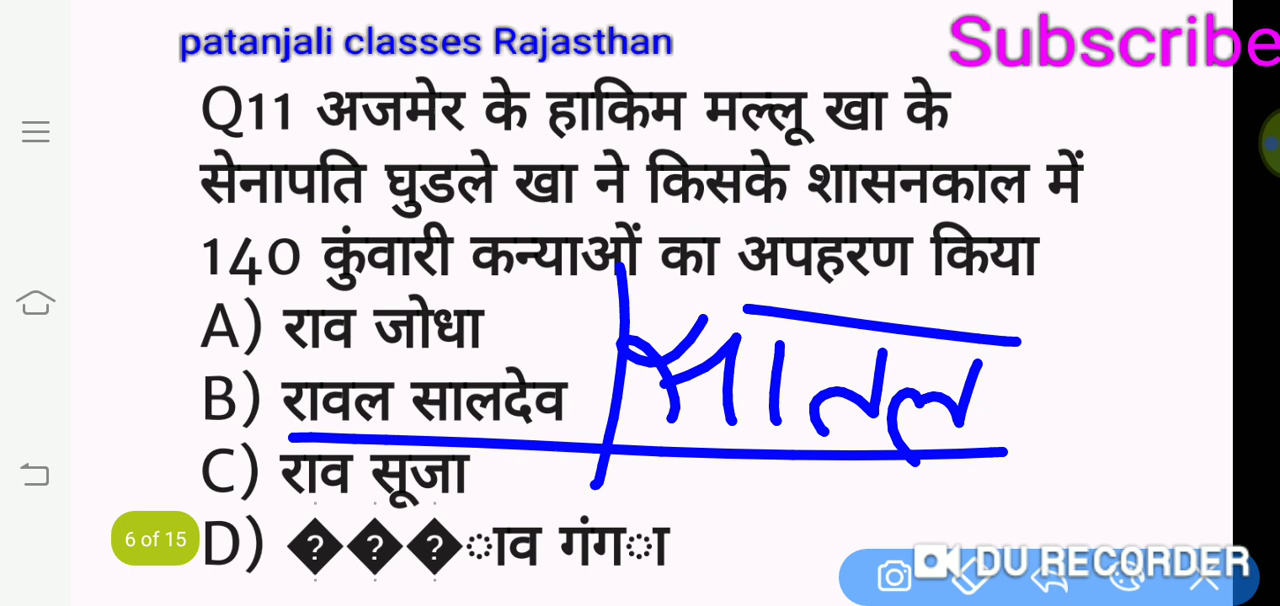 patanjali classes Rajasthan
Subscribe
Q11 अजमेर के हाकिम मल्लू खा के
सेनापति घुडले खा ने किसके शासनकाल में
140 कुंवारी कन्याओं का अपहरण किया
A) राव जोधा
सातल
B) रावल सालदेव
C) राव सूजा
D) ���ाव गंगा
6 of 15
DU RECORDER